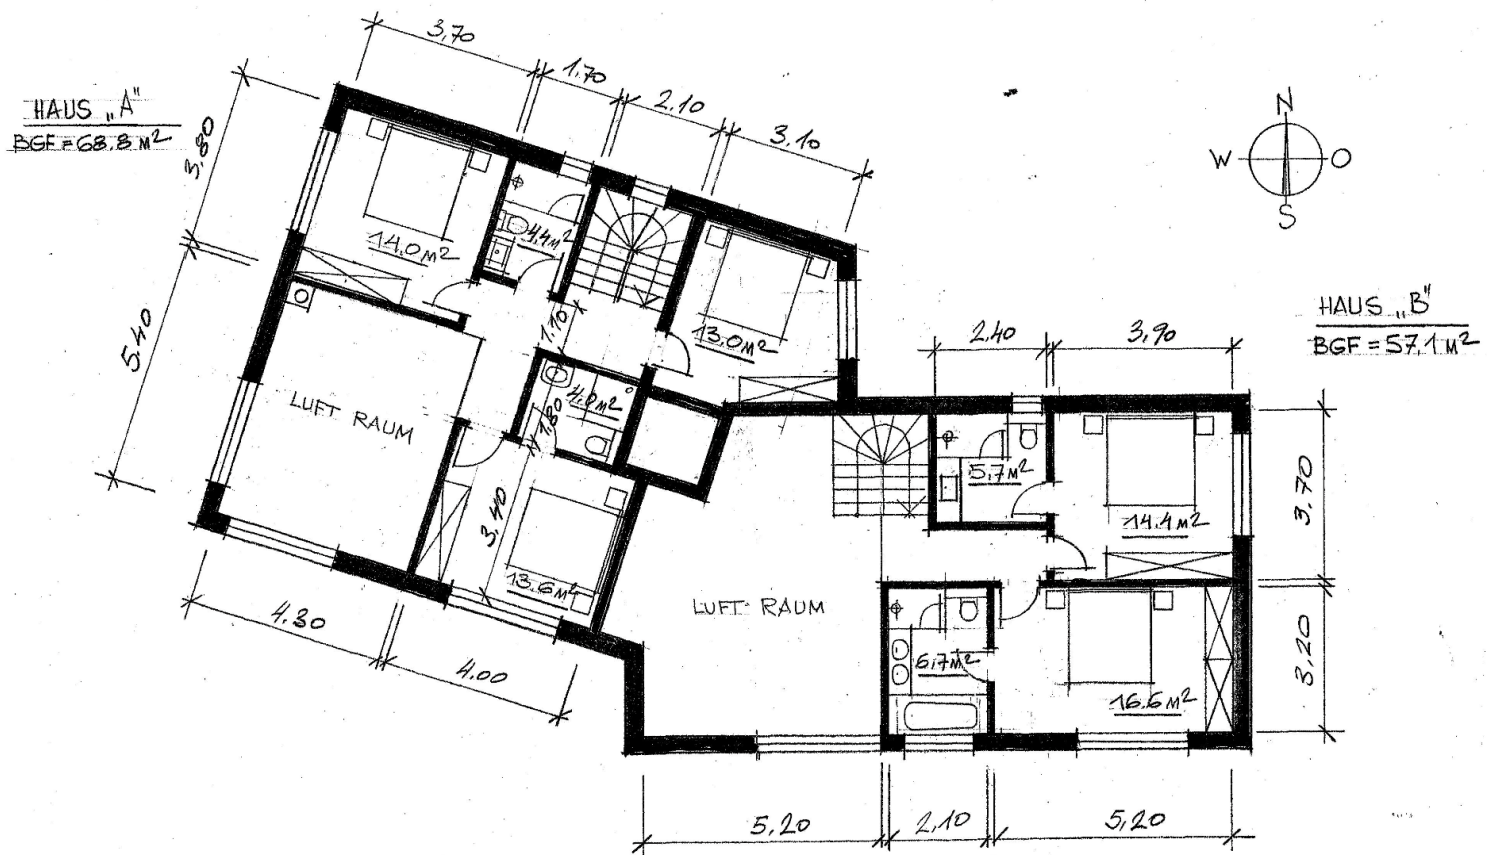 HAUS „A"
BGF = 68.8 M²
3,70
1,70
2,10
3,10
3,80
5,40
N
W O
S
14,0 M²
4,4 M²
13,0 M²
1,10
4,0 M²
1,80
LUFT RAUM
3,40
13,6 M²
4,30
4.00
HAUS „B"
BGF = 57,1 M²
2,40
3,90
5,7 M²
14,4 M²
3,70
LUFT RAUM
6,7 M²
16.6 M²
3,20
5,20
2,10
5,20